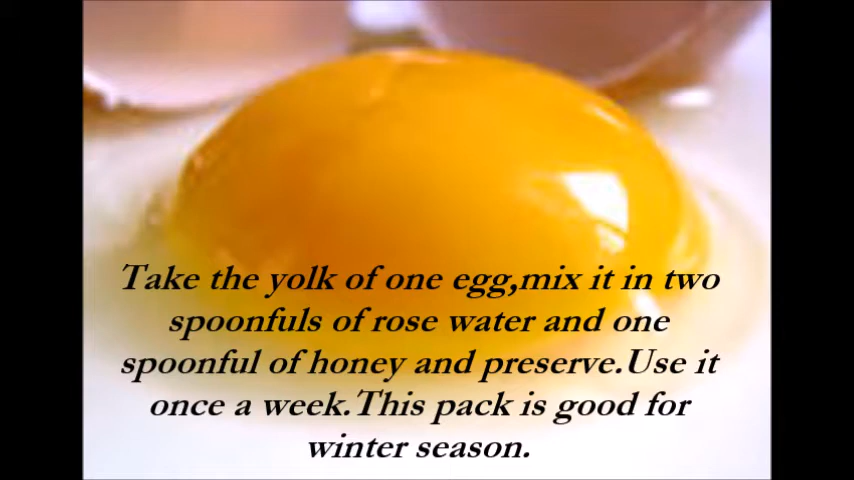 Take the yolk of one egg,mix it in two
spoonfuls of rose water and one
spoonful of honey and preserve.Use it
once a week.This pack is good for
winter season.